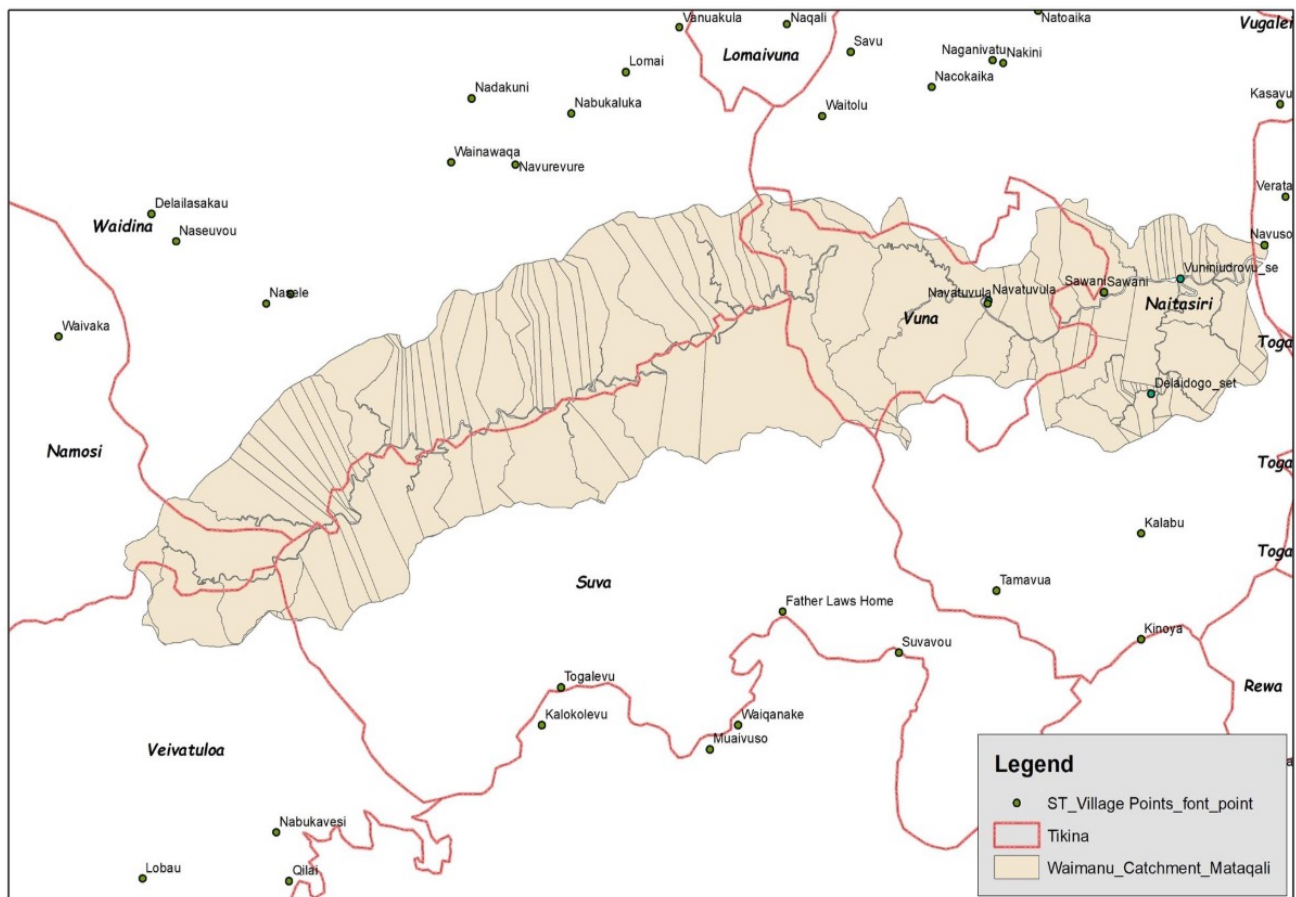 Vanuakula
Naqali
Natoaika
Vugalei
Lomaivuna
Savu
Naganivatu
Nakini
Lomai
Nadakuni
Nabukaluka
Nacokaika
Kasavu
Waitolu
Wainawaqa
Navurevure
Verata
Delailasakau
Waidina
Naseuvou
Navuso
Vuniniudrovu_se
Nasele
Navatuvula
Navatuvula
Sawani
Sawani
Naitasiri
Vuna
Waivaka
Toga
Delaidogo_set
Namosi
Toga
Kalabu
Toga
Suva
Tamavua
Father Laws Home
Kinoya
Suvavou
Togalevu
Rewa
Kalokolevu
Waiqanake
Muaivuso
Veivatuloa
Legend
ST_Village Points_font_point
Tikina
Waimanu_Catchment_Mataqali
Nabukavesi
Lobau
Qilai